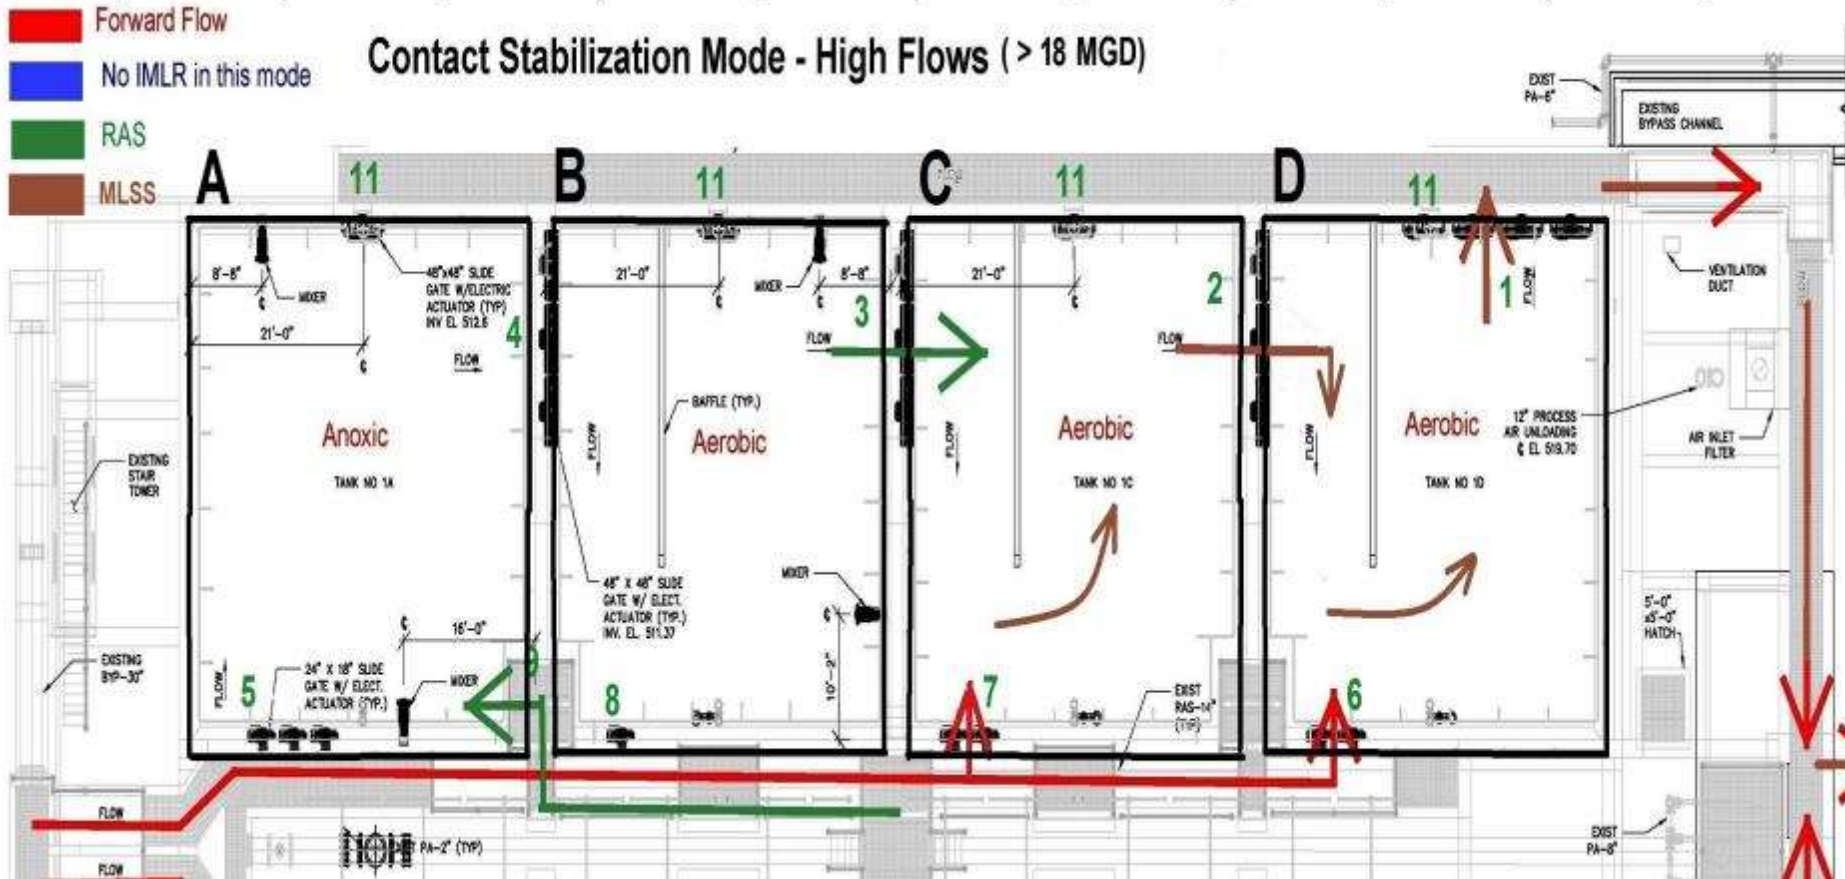 Forward Flow
Contact Stabilization Mode - High Flows ( > 18 MGD)
No IMLR in this mode
RAS
MLSS
EXIST
PA-6"
EXISTING
BYPASS CHANNEL
A
11
B
11
C
11
D
11
8'-8"
MIXER
48"x48" SLIDE
GATE W/ELECTRIC
ACTUATOR (TYP)
INV EL 512.6
21'-0"
FLOW
4
21'-0"
MIXER
8'-8"
3
FLOW
21'-0"
2
FLOW
1
FLOW
VENTILATION
DUCT
BAFFLE (TYP.)
Anoxic
TANK NO 1A
FLOW
Aerobic
FLOW
Aerobic
TANK NO 1C
FLOW
Aerobic
TANK NO 1D
12" PROCESS
AIR UNLOADING
℄ EL 519.70
AIR INLET
FILTER
EXISTING
STAIR
TOWER
48" X 48" SLIDE
GATE W/ ELECT.
ACTUATOR (TYP.)
INV. EL. 511.37
MIXER
10'-2"
5'-0"
x5'-0"
HATCH
EXISTING
BYP-30"
FLOW
5
24" X 18" SLIDE
GATE W/ ELECT.
ACTUATOR (TYP.)
16'-0"
MIXER
9
8
7
EXIST
RAS-14"
(TYP)
6
FLOW
FLOW
PA-2" (TYP)
EXIST
PA-8"